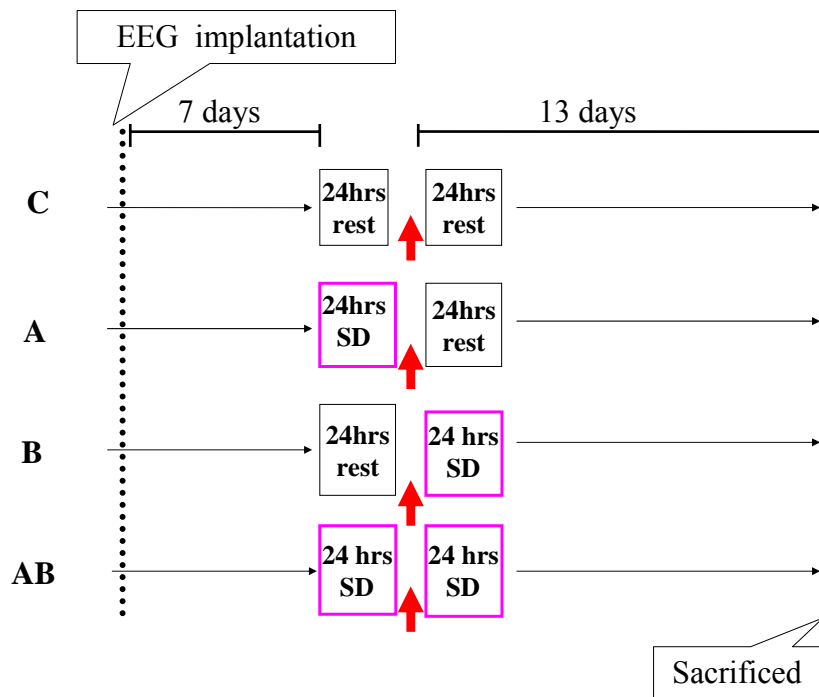 EEG implantation
7 days
13 days
C
24hrs
rest
24hrs
rest
A
24hrs
SD
24hrs
rest
B
24hrs
rest
24 hrs
SD
AB
24 hrs
SD
24 hrs
SD
Sacrificed